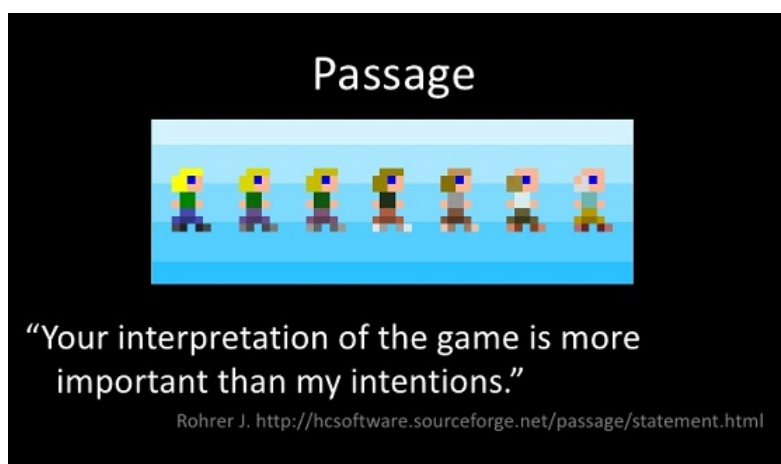 Passage
“Your interpretation of the game is more
important than my intentions.”
Rohrer J. http://hcsoftware.sourceforge.net/passage/statement.html